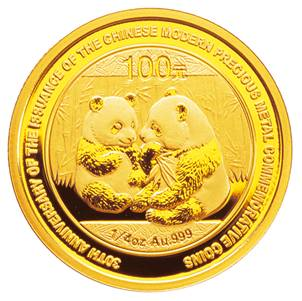 100元
1/4oz Au.999
30TH ANNIVERSARY OF THE ISSUANCE OF THE CHINESE MODERN PRECIOUS METAL COMMEMORATIVE COINS